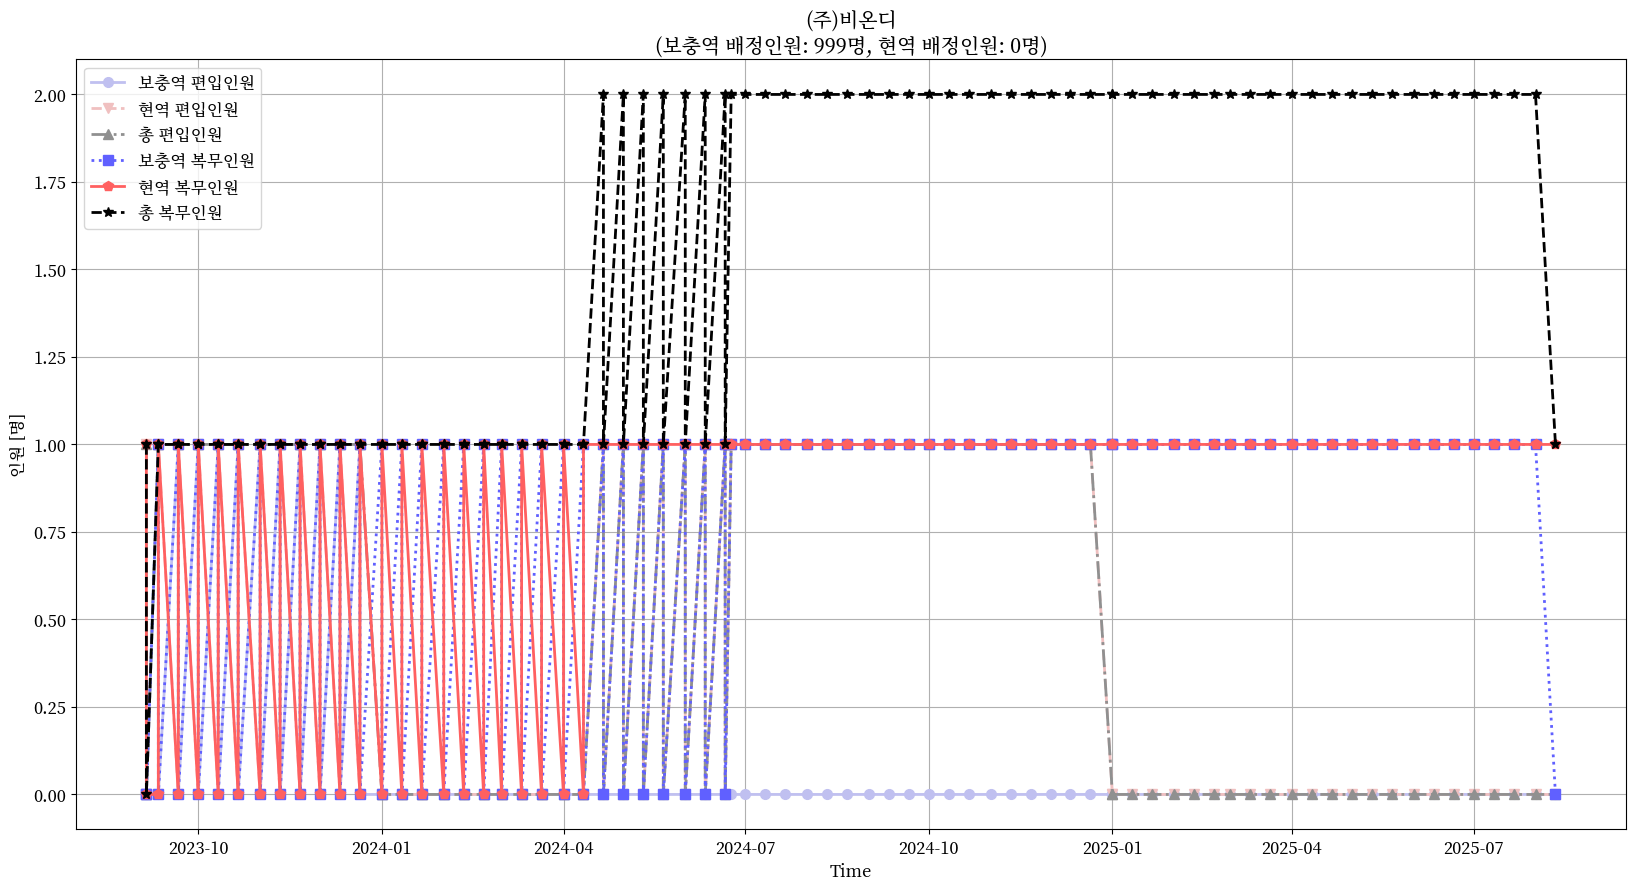 (주)비온디
(보충역 배정인원: 999명, 현역 배정인원: 0명)
보충역 편입인원
현역 편입인원
총 편입인원
보충역 복무인원
현역 복무인원
총 복무인원
2.00
1.75
1.50
1.25
1.00
0.75
0.50
0.25
0.00
인원 [명]
2023-10 2024-01 2024-04 2024-07 2024-10 2025-01 2025-04 2025-07
Time